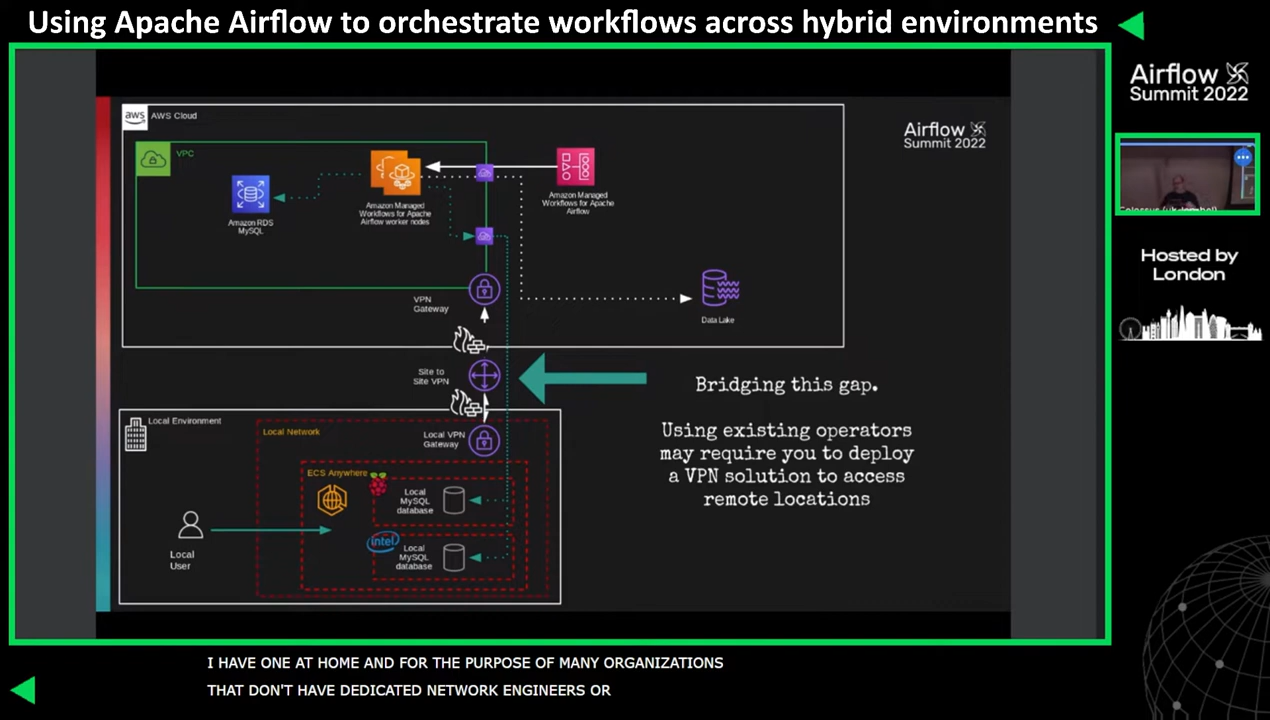 Using Apache Airflow to orchestrate workflows across hybrid environments
Airflow
Summit 2022
aws
AWS Cloud
Airflow
Summit 2022
VPC
Amazon RDS
MySQL
Amazon Managed
Workflows for Apache
Airflow worker nodes
Amazon Managed
Workflows for Apache
Airflow
VPN
Gateway
Data Lake
Site to
Site VPN
Bridging this gap.
Using existing operators
may require you to deploy
a VPN solution to access
remote locations
Local Environment
Local Network
Local VPN
Gateway
ECS Anywhere
Local
MySQL
database
intel
Local
MySQL
database
Local
User
Hosted by
London
I HAVE ONE AT HOME AND FOR THE PURPOSE OF MANY ORGANIZATIONS
THAT DON'T HAVE DEDICATED NETWORK ENGINEERS OR